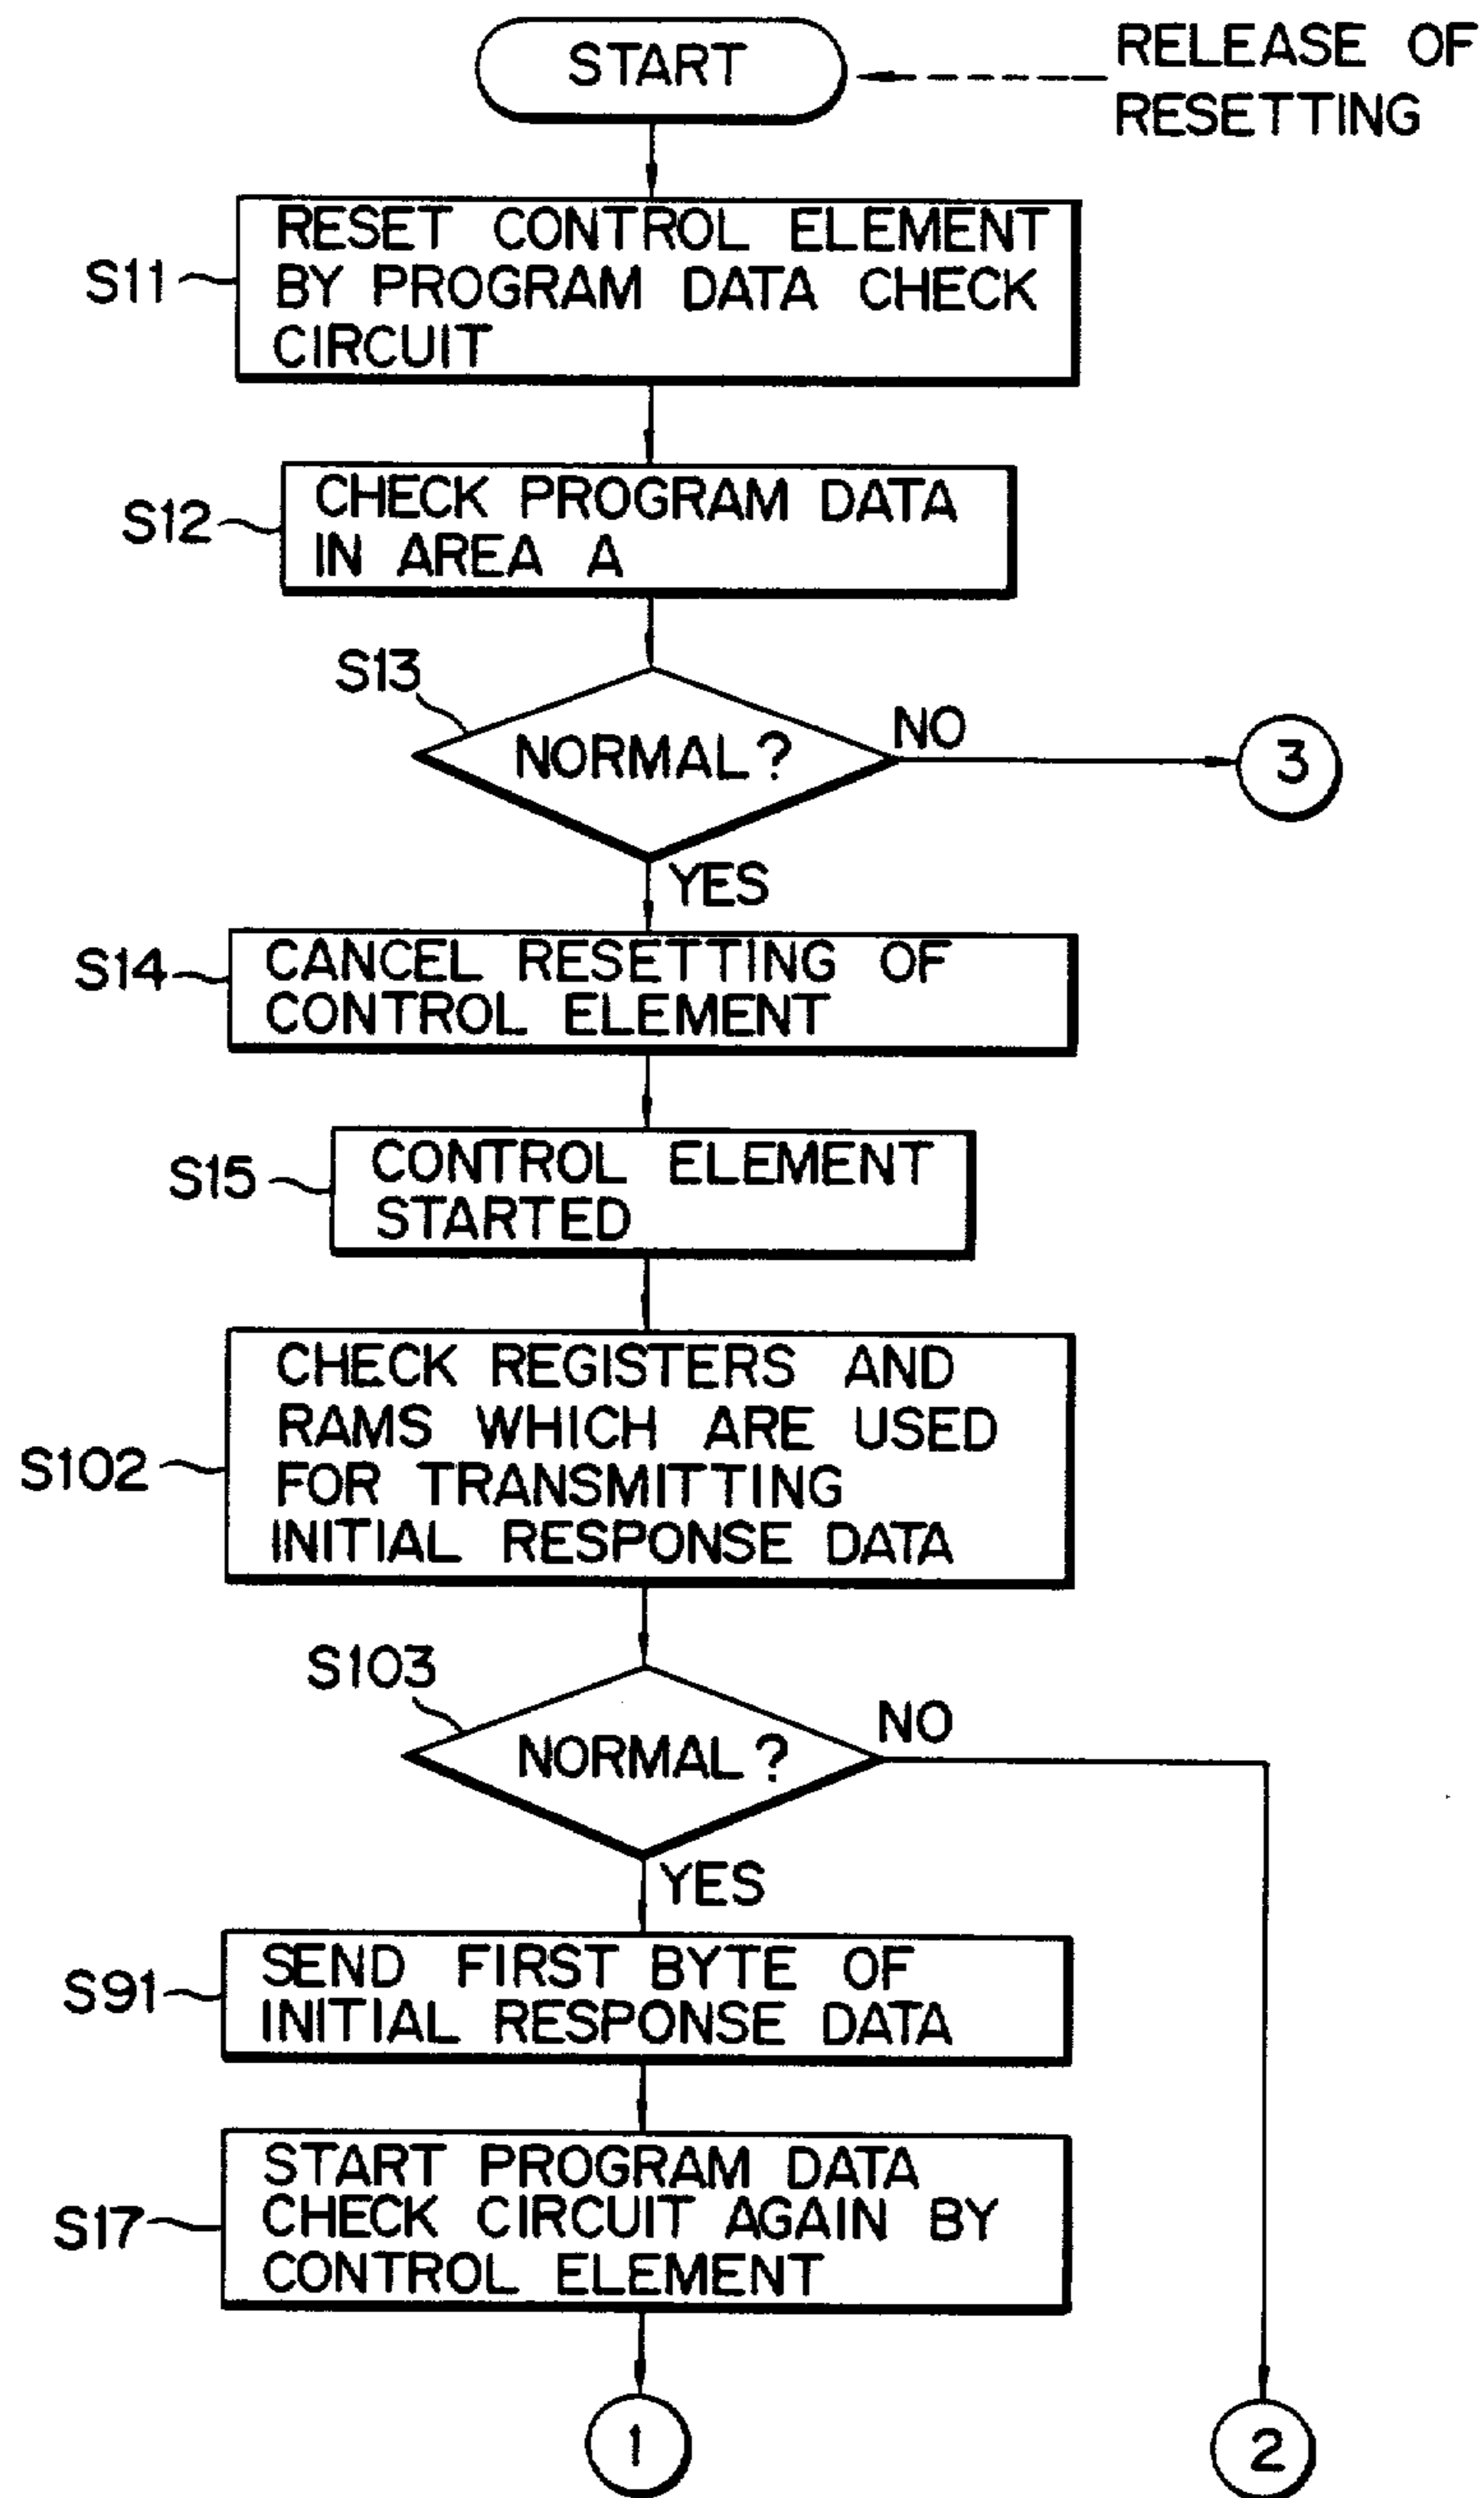 START
RELEASE OF
RESETTING
S11
RESET CONTROL ELEMENT
BY PROGRAM DATA CHECK
CIRCUIT
S12
CHECK PROGRAM DATA
IN AREA A
S13
NORMAL?
NO
3
YES
S14
CANCEL RESETTING OF
CONTROL ELEMENT
S15
CONTROL ELEMENT
STARTED
S102
CHECK REGISTERS AND
RAMS WHICH ARE USED
FOR TRANSMITTING
INITIAL RESPONSE DATA
S103
NORMAL?
NO
YES
S91
SEND FIRST BYTE OF
INITIAL RESPONSE DATA
S17
START PROGRAM DATA
CHECK CIRCUIT AGAIN BY
CONTROL ELEMENT
1
2